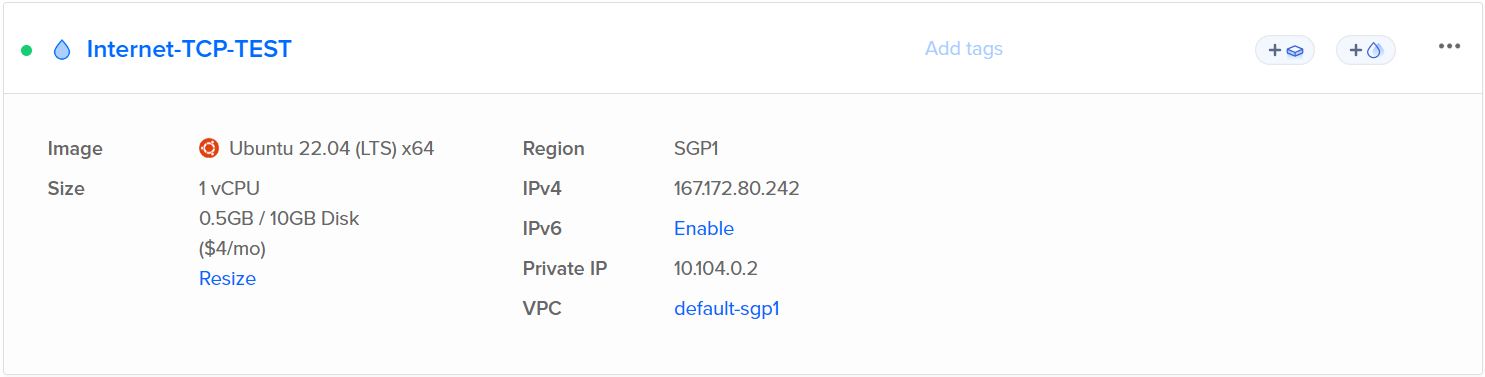 Internet-TCP-TEST
Add tags
Image
Ubuntu 22.04 (LTS) x64
Size
1 vCPU
0.5GB / 10GB Disk
($4/mo)
Resize
Region
SGP1
IPv4
167.172.80.242
IPv6
Enable
Private IP
10.104.0.2
VPC
default-sgp1